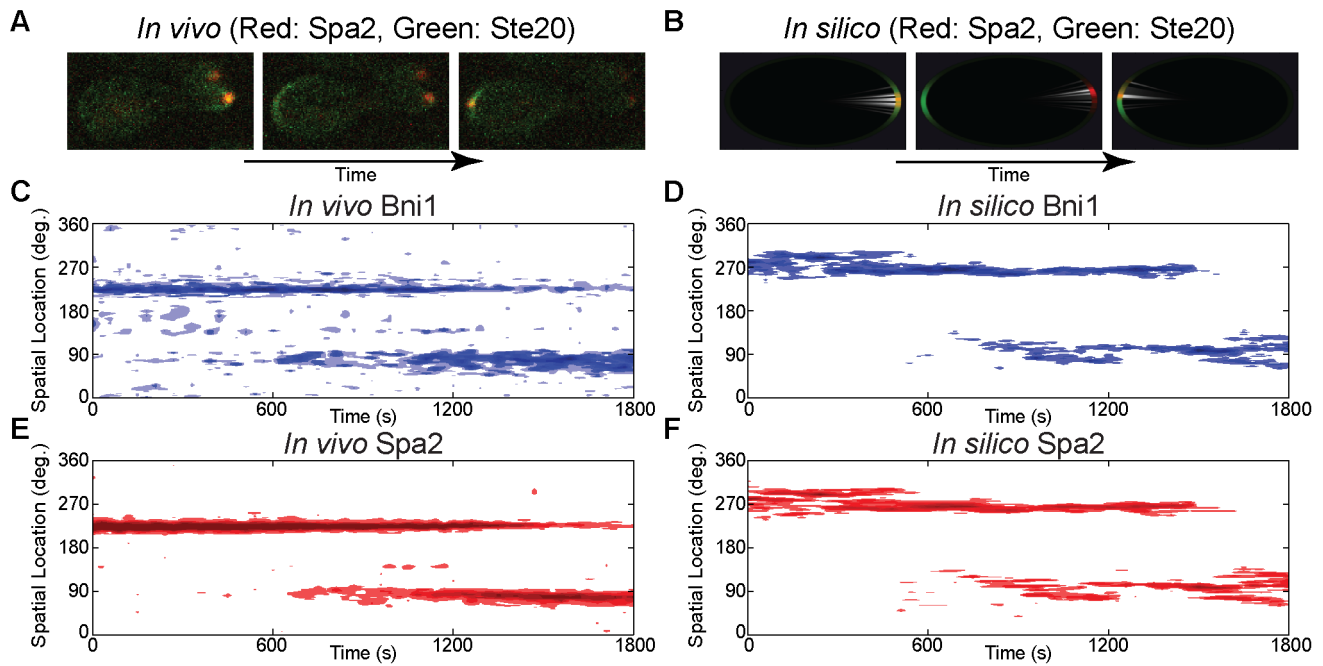 A
In vivo (Red: Spa2, Green: Ste20)
Time
B
In silico (Red: Spa2, Green: Ste20)
Time
C
In vivo Bni1
Spatial Location (deg.)
360
270
180
90
0
0 600 1200 1800
Time (s)
D
In silico Bni1
Spatial Location (deg.)
360
270
180
90
0
0 600 1200 1800
Time (s)
E
In vivo Spa2
Spatial Location (deg.)
360
270
180
90
0
0 600 1200 1800
Time (s)
F
In silico Spa2
Spatial Location (deg.)
360
270
180
90
0
0 600 1200 1800
Time (s)